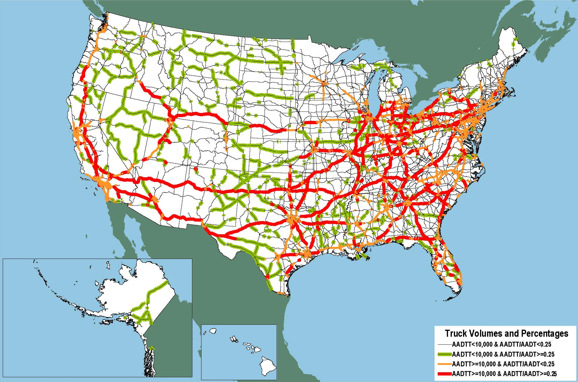 Truck Volumes and Percentages
AADTT<10,000 & AADTT/AADT<0.25
AADTT<10,000 & AADTT/AADT>=0.25
AADTT>=10,000 & AADTT/AADT<0.25
AADTT>=10,000 & AADTT/AADT>=0.25